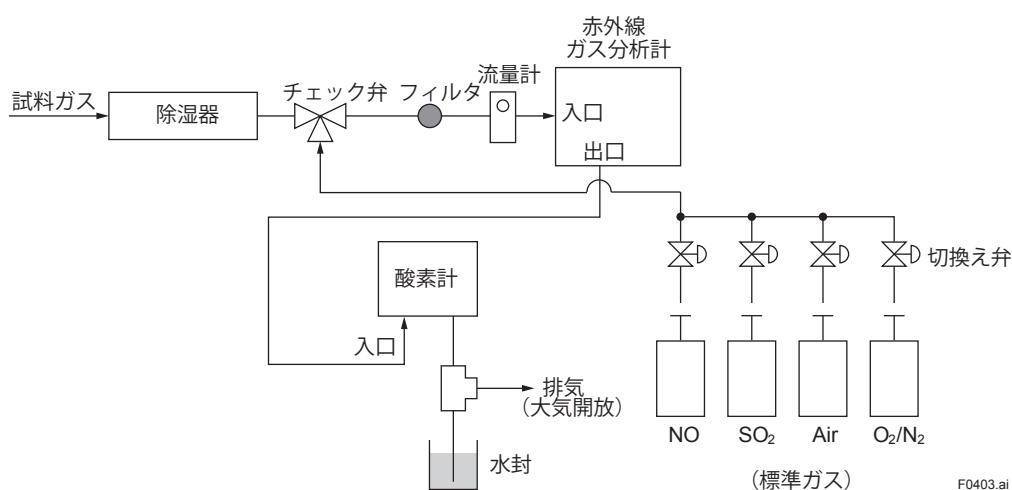 赤外線
ガス分析計
流量計
チェック弁
フィルタ
試料ガス
除湿器
入口
出口
酸素計
切換え弁
入口
排気
（大気開放）
NO
SO₂
Air
O₂/N₂
水封
（標準ガス）
F0403.ai